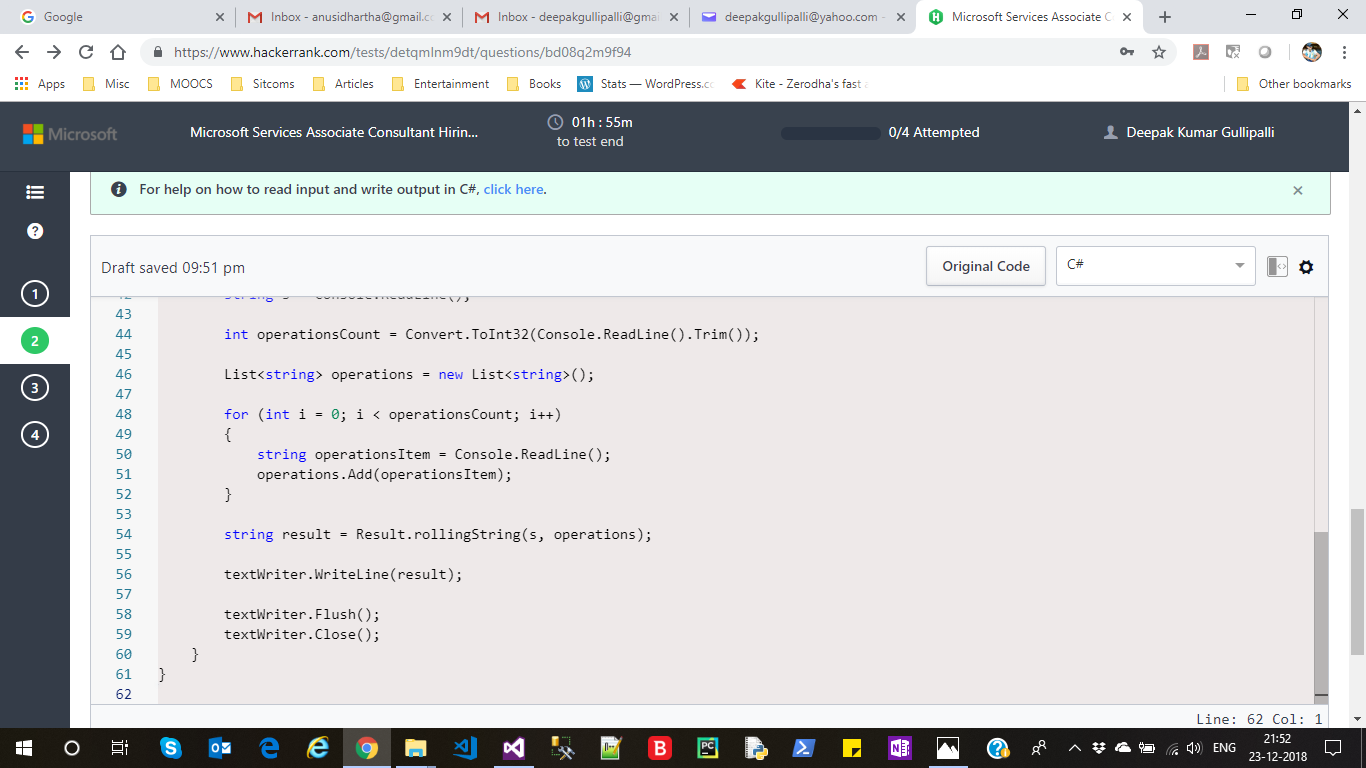 Google
Inbox - anusidhartha@gmail.c
Inbox - deepakgullipalli@gmai
deepakgullipalli@yahoo.com -
Microsoft Services Associate C
https://www.hackerrank.com/tests/detqmlnm9dt/questions/bd08q2m9f94
Apps
Misc
MOOCS
Sitcoms
Articles
Entertainment
Books
Stats — WordPress.c
Kite - Zerodha's fast
Other bookmarks
Microsoft
Microsoft Services Associate Consultant Hirin...
01h : 55m
to test end
0/4 Attempted
Deepak Kumar Gullipalli
For help on how to read input and write output in C#, click here.
1
2
3
4
Draft saved 09:51 pm
Original Code
C#
43
44 int operationsCount = Convert.ToInt32(Console.ReadLine().Trim());
45
46 List<string> operations = new List<string>();
47
48 for (int i = 0; i < operationsCount; i++)
49 {
50 string operationsItem = Console.ReadLine();
51 operations.Add(operationsItem);
52 }
53
54 string result = Result.rollingString(s, operations);
55
56 textWriter.WriteLine(result);
57
58 textWriter.Flush();
59 textWriter.Close();
60 }
61 }
62
Line: 62 Col: 1
ENG
21:52
23-12-2018